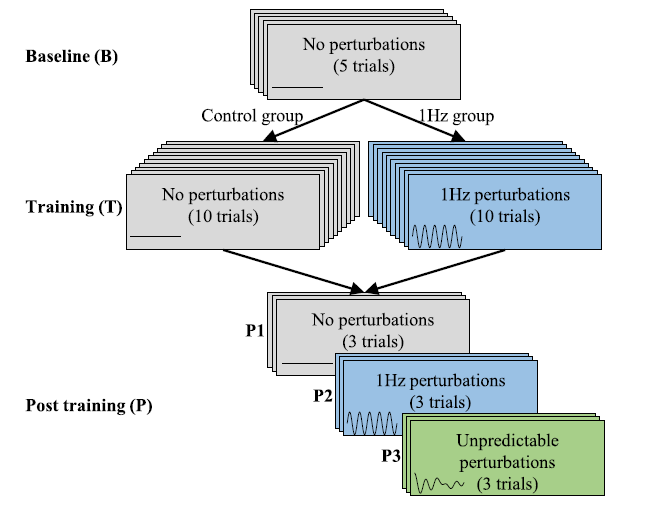 Baseline (B)
No perturbations
(5 trials)
Control group
1Hz group
Training (T)
No perturbations
(10 trials)
1Hz perturbations
(10 trials)
P1
No perturbations
(3 trials)
P2
1Hz perturbations
(3 trials)
Post training (P)
P3
Unpredictable
perturbations
(3 trials)